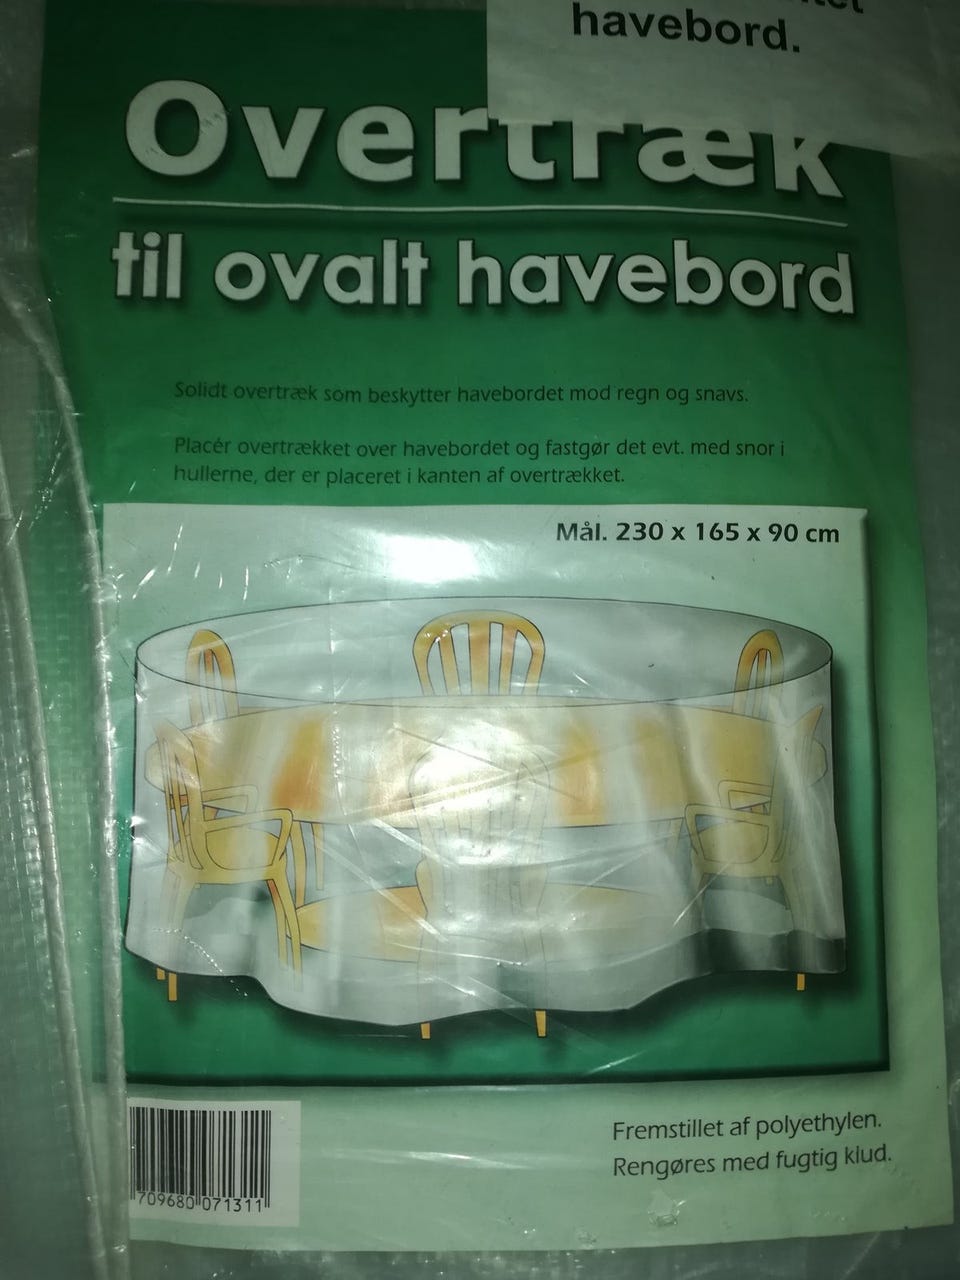 havebord.
Overtræk
til ovalt havebord
Solidt overtræk som beskytter havebordet mod regn og snavs.
Placér overtrækket over havebordet og fastgør det evt. med snor i
hullerne, der er placeret i kanten af overtrækket.
Mål. 230 x 165 x 90 cm
Fremstillet af polyethylen.
Rengøres med fugtig klud.
709680 071311